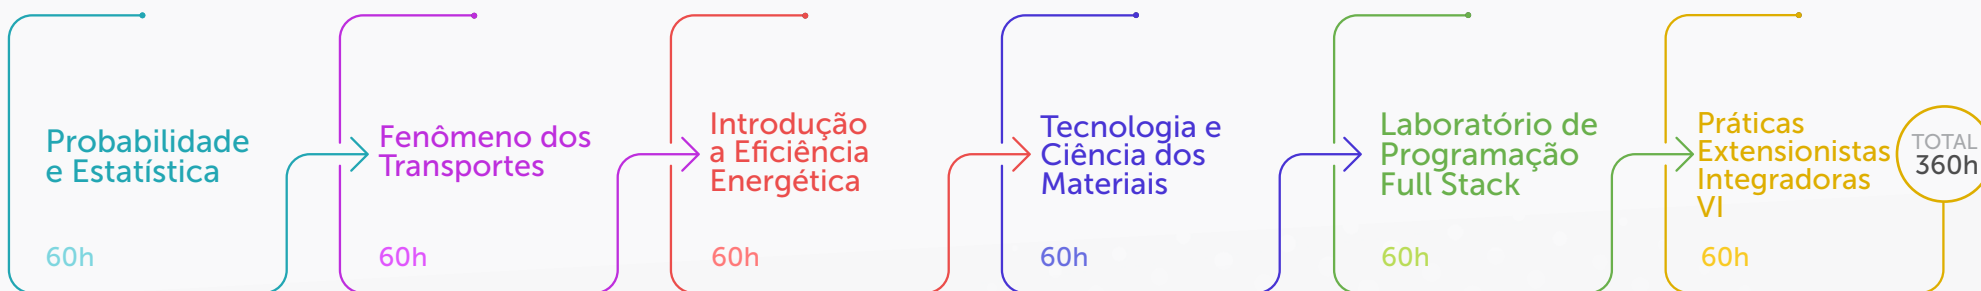 Probabilidade
e Estatística
60h
Fenômeno dos
Transportes
60h
Introdução
a Eficiência
Energética
60h
Tecnologia e
Ciência dos
Materiais
60h
Laboratório de
Programação
Full Stack
60h
Práticas
Extensionistas
Integradoras
VI
60h
TOTAL
360h